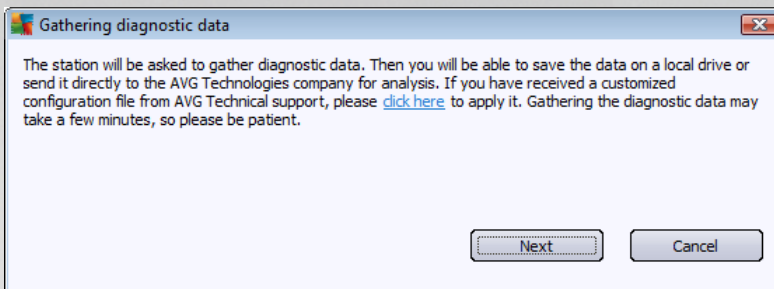 Gathering diagnostic data
The station will be asked to gather diagnostic data. Then you will be able to save the data on a local drive or
send it directly to the AVG Technologies company for analysis. If you have received a customized
configuration file from AVG Technical support, please click here to apply it. Gathering the diagnostic data may
take a few minutes, so please be patient.
Next
Cancel